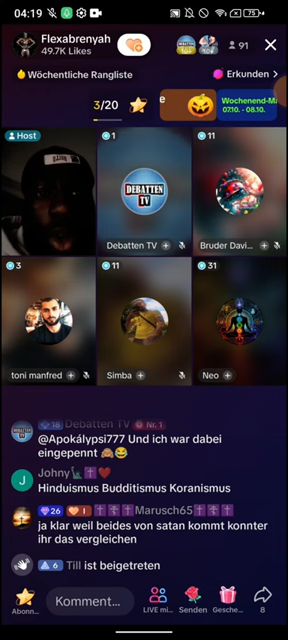 04:19
75
Flexabrenyah
49.7K Likes
91
Wöchentliche Rangliste
Erkunden >
3/20
e
Wochenend-Ma
07.10. - 08.10.
Host
1
11
DEBATTEN
TV
Debatten TV
Bruder Davi...
3
11
31
toni manfred
Simba
Neo
18 Debatten TV Nr. 1
@Apokálypsi777 Und ich war dabei
eingepennt 🙈😂
J
Johny🗽✝️❤️
Hinduismus Budditismus Koranismus
26 1 ✝️☦️✝️Marusch65✝️☦️✝️
ja klar weil beides von satan kommt konnter
ihr das vergleichen
6 Till ist beigetreten
Abonn...
Komment...
LIVE mi...
Senden
Gesche...
8